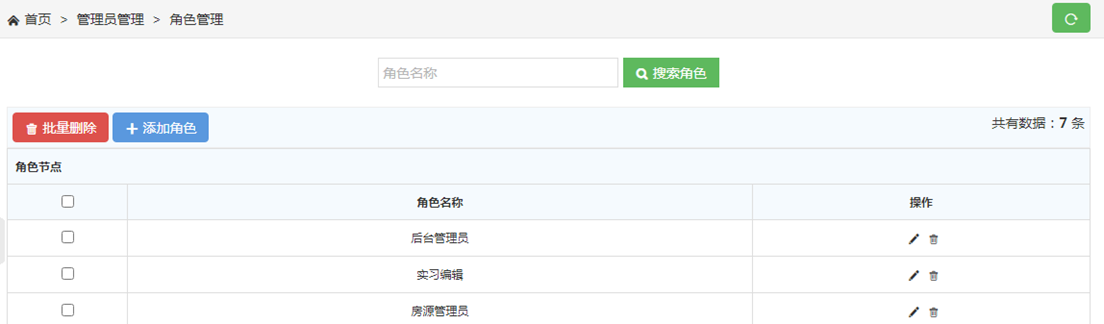 首页 > 管理员管理 > 角色管理
角色名称 搜索角色
批量删除 添加角色 共有数据：7 条
角色节点
角色名称 操作
后台管理员
实习编辑
房源管理员